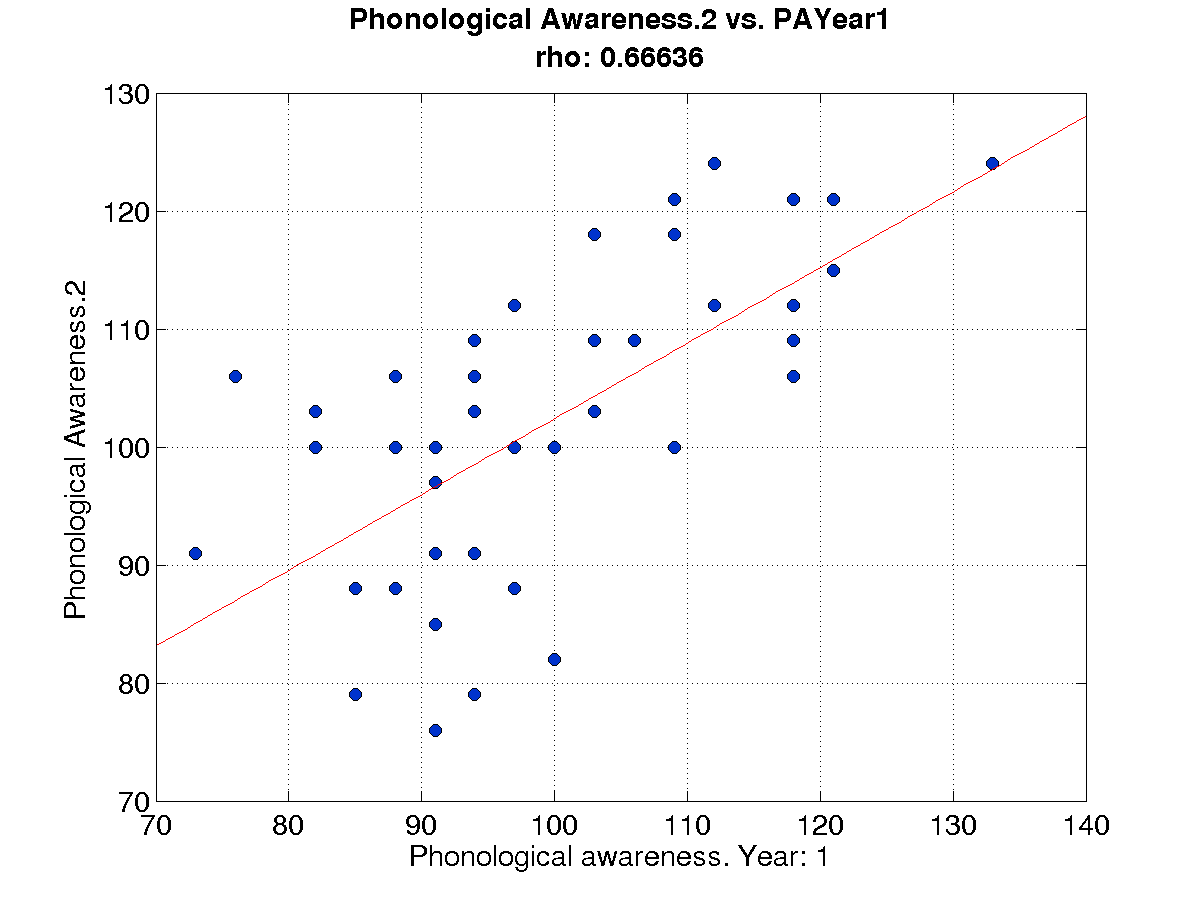 Phonological Awareness.2 vs. PAYear1
rho: 0.66636
130
120
110
100
90
80
70
Phonological Awareness.2
70 80 90 100 110 120 130 140
Phonological awareness. Year: 1